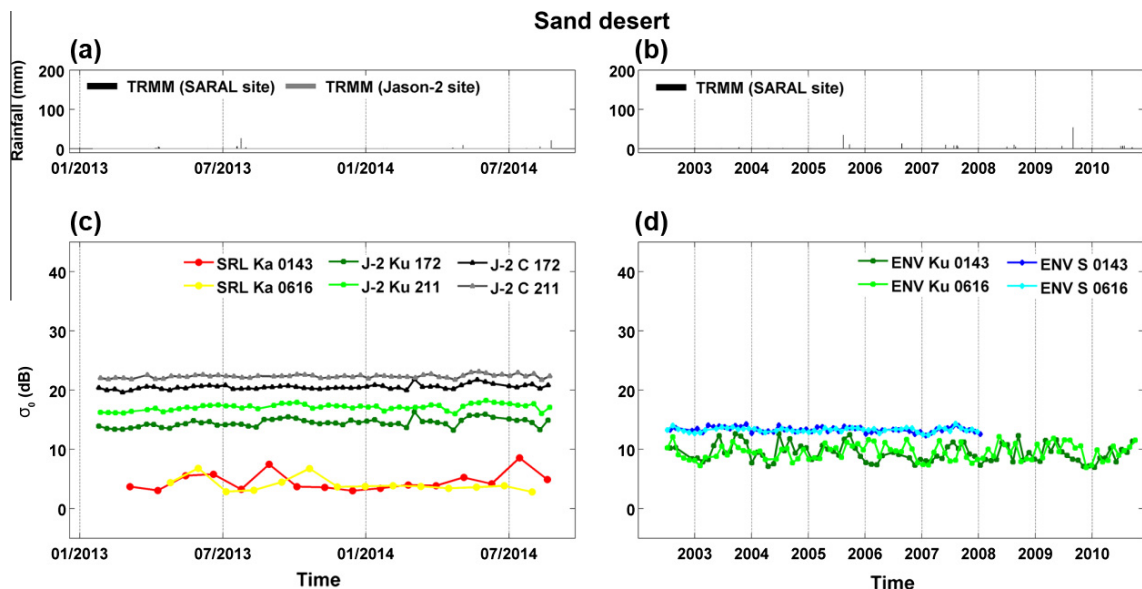 Sand desert
(a)
(b)
Rainfall (mm)
200
100
0
TRMM (SARAL site)
TRMM (Jason-2 site)
01/2013
07/2013
01/2014
07/2014
200
100
0
TRMM (SARAL site)
2003
2004
2005
2006
2007
2008
2009
2010
(c)
(d)
σ0 (dB)
40
30
20
10
0
SRL Ka 0143
J-2 Ku 172
J-2 C 172
SRL Ka 0616
J-2 Ku 211
J-2 C 211
01/2013
07/2013
01/2014
07/2014
Time
40
30
20
10
0
ENV Ku 0143
ENV S 0143
ENV Ku 0616
ENV S 0616
2003
2004
2005
2006
2007
2008
2009
2010
Time